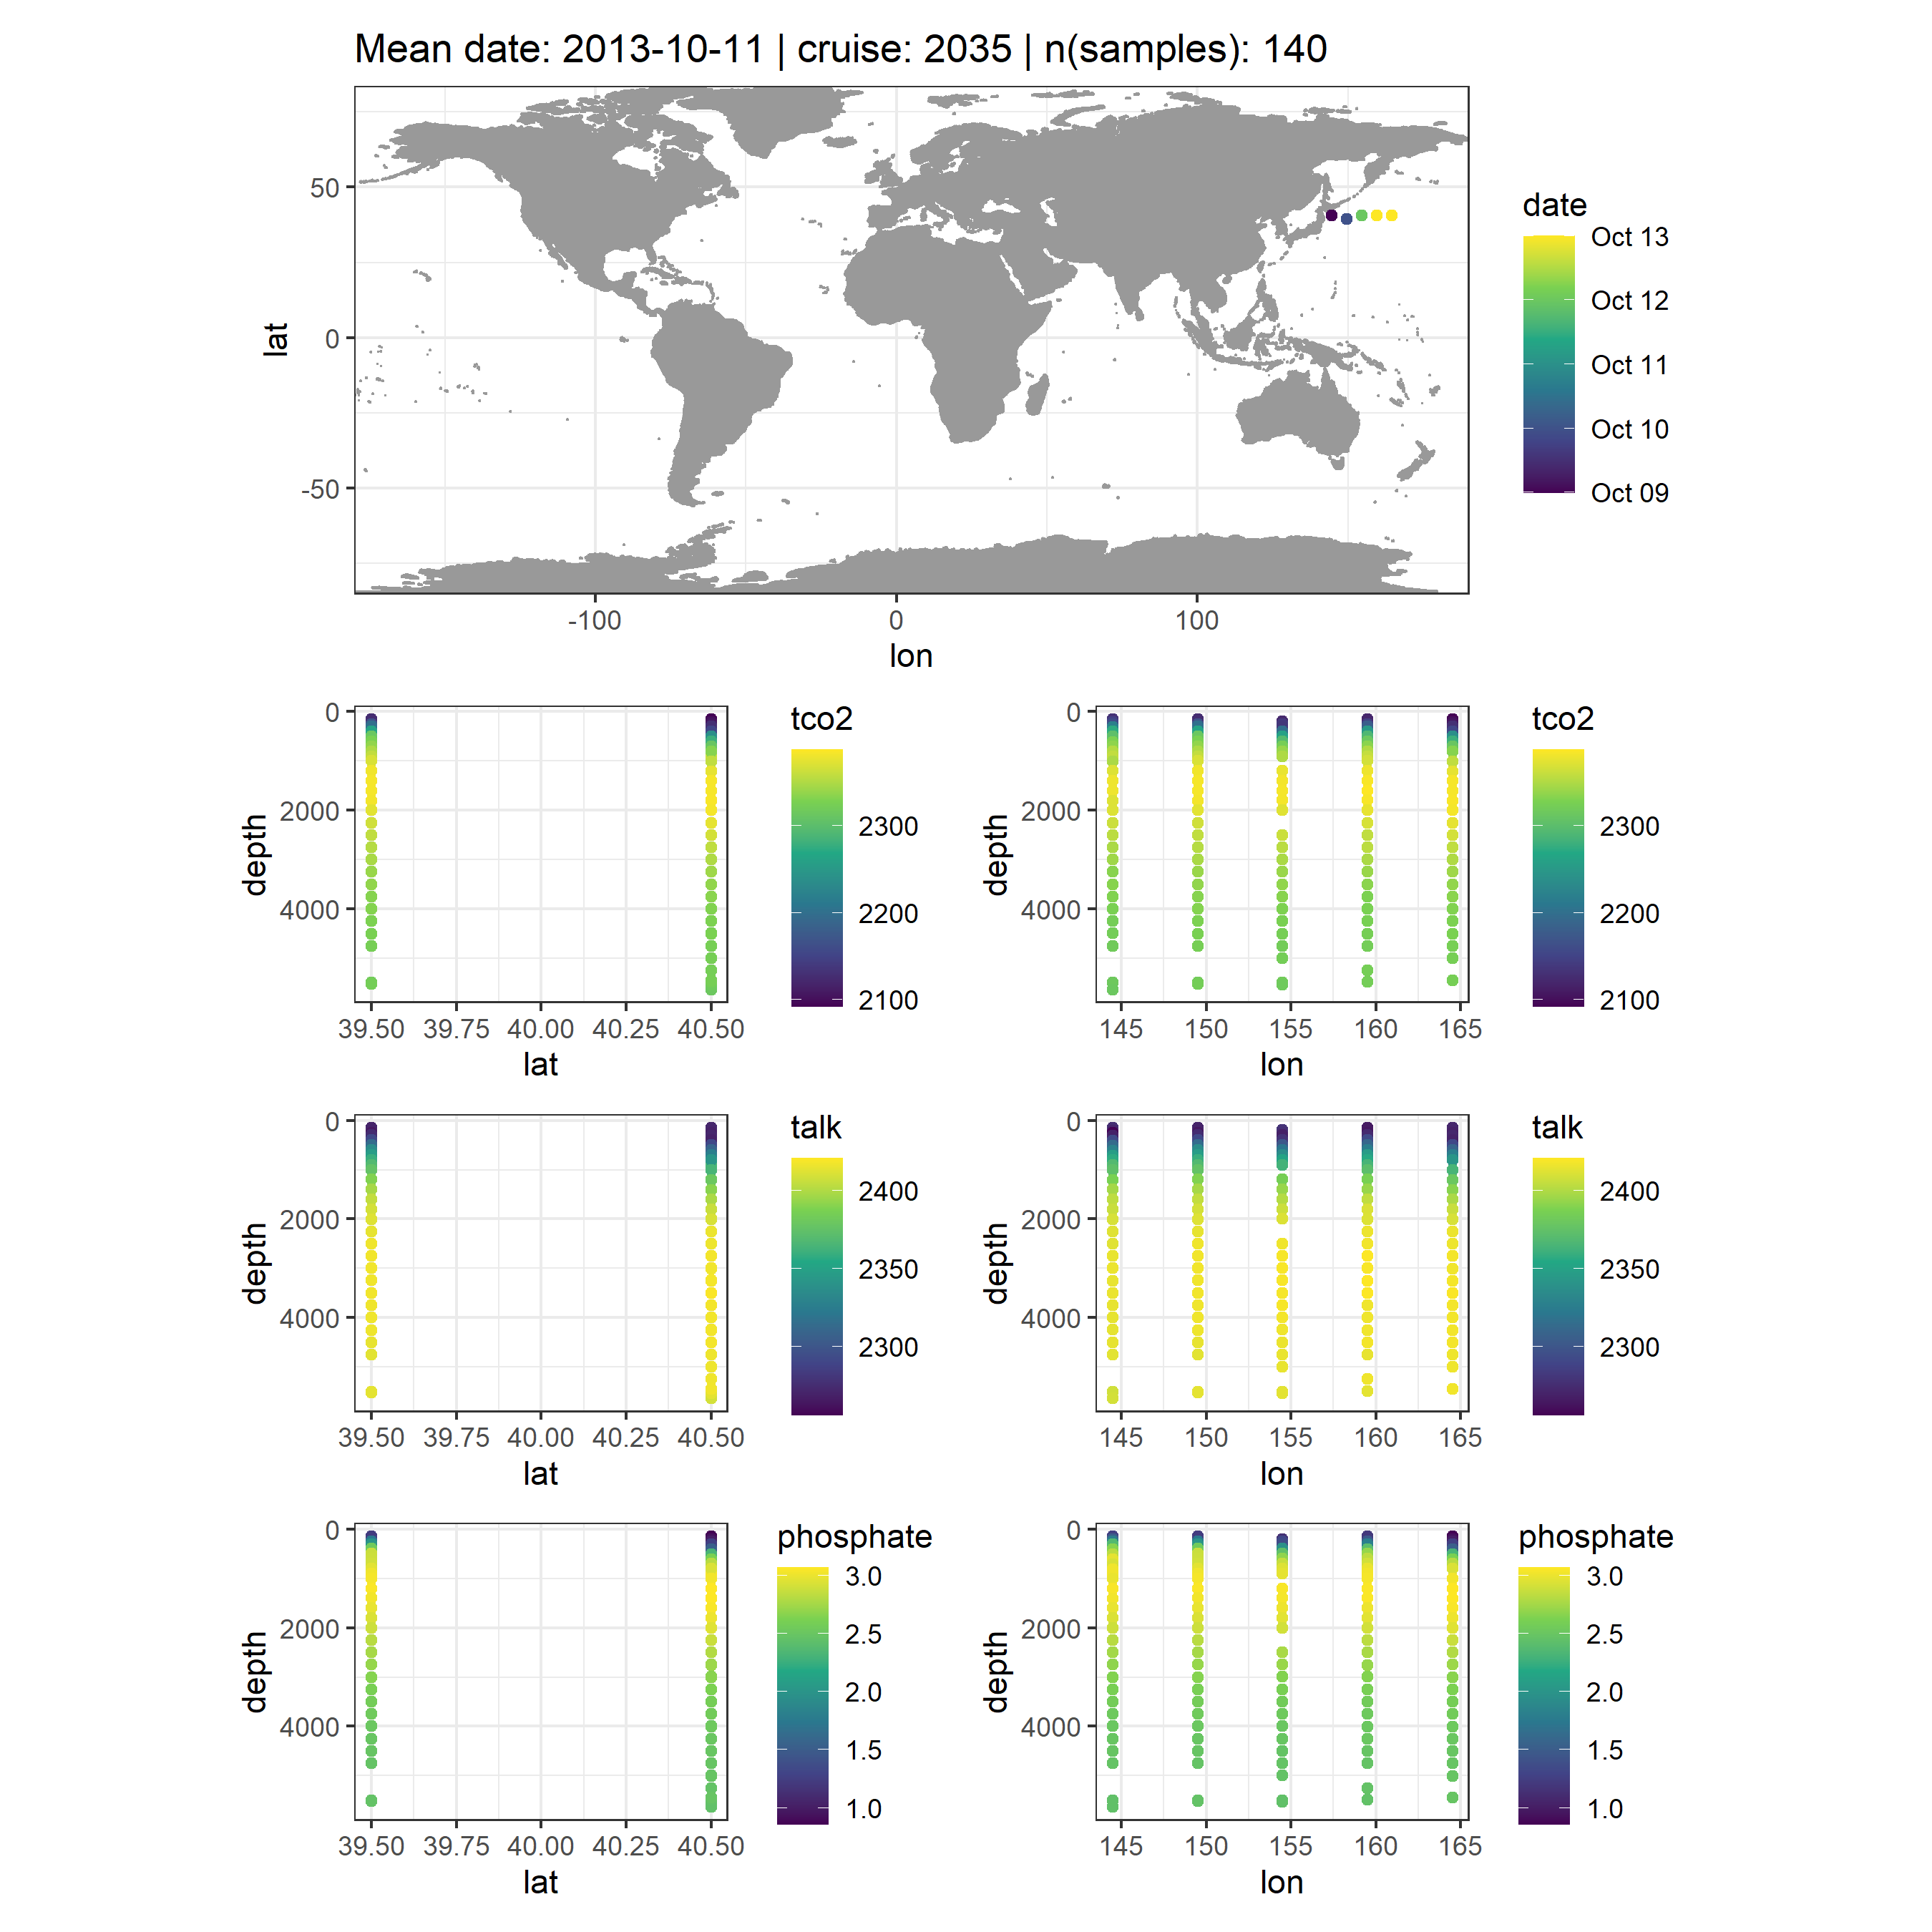 Mean date: 2013-10-11 | cruise: 2035 | n(samples): 140
lat
50
0
-50
-100
0
100
lon
date
Oct 13
Oct 12
Oct 11
Oct 10
Oct 09
depth
0
2000
4000
39.50 39.75 40.00 40.25 40.50
lat
tco2
2300
2200
2100
depth
0
2000
4000
145 150 155 160 165
lon
tco2
2300
2200
2100
depth
0
2000
4000
39.50 39.75 40.00 40.25 40.50
lat
talk
2400
2350
2300
depth
0
2000
4000
145 150 155 160 165
lon
talk
2400
2350
2300
depth
0
2000
4000
39.50 39.75 40.00 40.25 40.50
lat
phosphate
3.0
2.5
2.0
1.5
1.0
depth
0
2000
4000
145 150 155 160 165
lon
phosphate
3.0
2.5
2.0
1.5
1.0